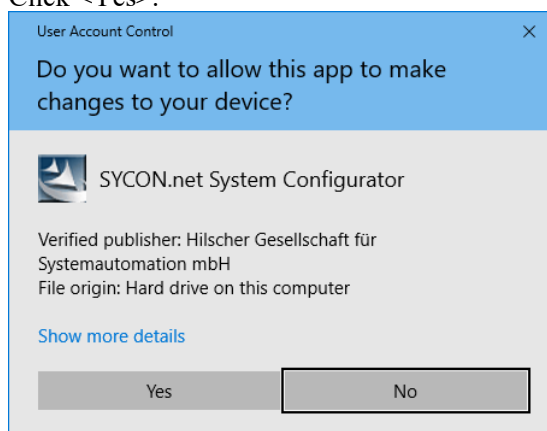 Click <Yes>.
User Account Control
Do you want to allow this app to make
changes to your device?
SYCON.net System Configurator
Verified publisher: Hilscher Gesellschaft für
Systemautomation mbH
File origin: Hard drive on this computer
Show more details
Yes
No